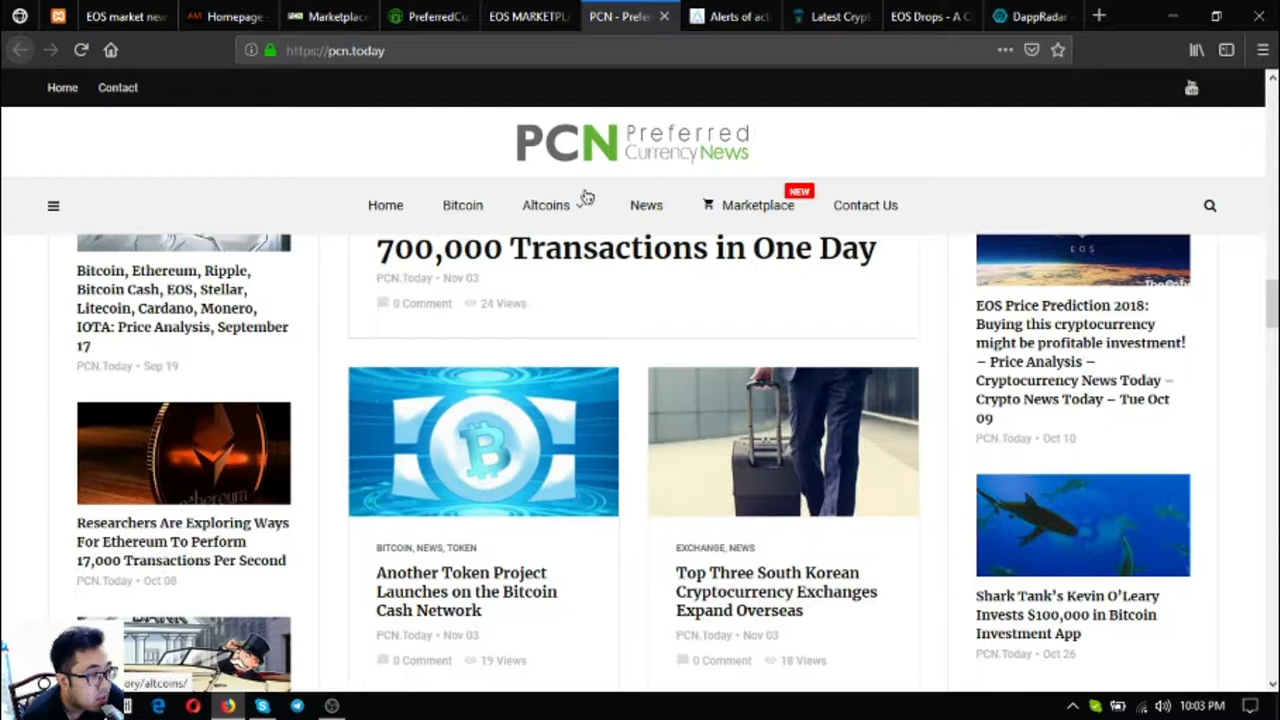 EOS market new
Homepage
Marketplac
PreferredCu
EOS MARKETPL
PCN - Prefer
Alerts of act
Latest Crypt
EOS Drops - A C
DappRadar
https://pcn.today
Home Contact
PCN Preferred
Currency News
NEW
Home Bitcoin Altcoins News Marketplace Contact Us
Bitcoin, Ethereum, Ripple,
Bitcoin Cash, EOS, Stellar,
Litecoin, Cardano, Monero,
IOTA: Price Analysis, September
17
PCN.Today • Sep 19
Researchers Are Exploring Ways
For Ethereum To Perform
17,000 Transactions Per Second
PCN.Today • Oct 08
BANK
ory/altcoins/
700,000 Transactions in One Day
PCN.Today • Nov 03
0 Comment 24 Views
BITCOIN, NEWS, TOKEN
Another Token Project
Launches on the Bitcoin
Cash Network
PCN.Today • Nov 03
0 Comment 19 Views
EXCHANGE, NEWS
Top Three South Korean
Cryptocurrency Exchanges
Expand Overseas
PCN.Today • Nov 03
0 Comment 18 Views
EOS
EOS Price Prediction 2018:
Buying this cryptocurrency
might be profitable investment!
– Price Analysis –
Cryptocurrency News Today –
Crypto News Today – Tue Oct
09
PCN.Today • Oct 10
Shark Tank's Kevin O'Leary
Invests $100,000 in Bitcoin
Investment App
PCN.Today • Oct 26
10:03 PM